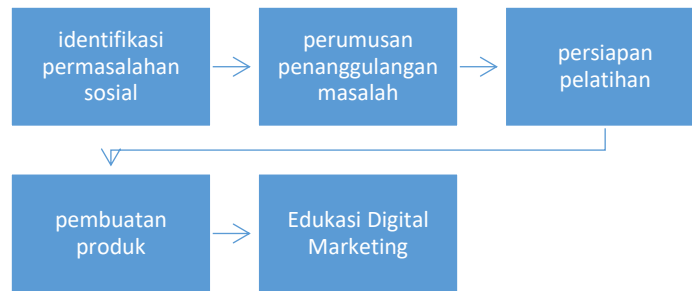 identifikasi
permasalahan
sosial
perumusan
penanggulangan
masalah
persiapan
pelatihan
pembuatan
produk
Edukasi Digital
Marketing